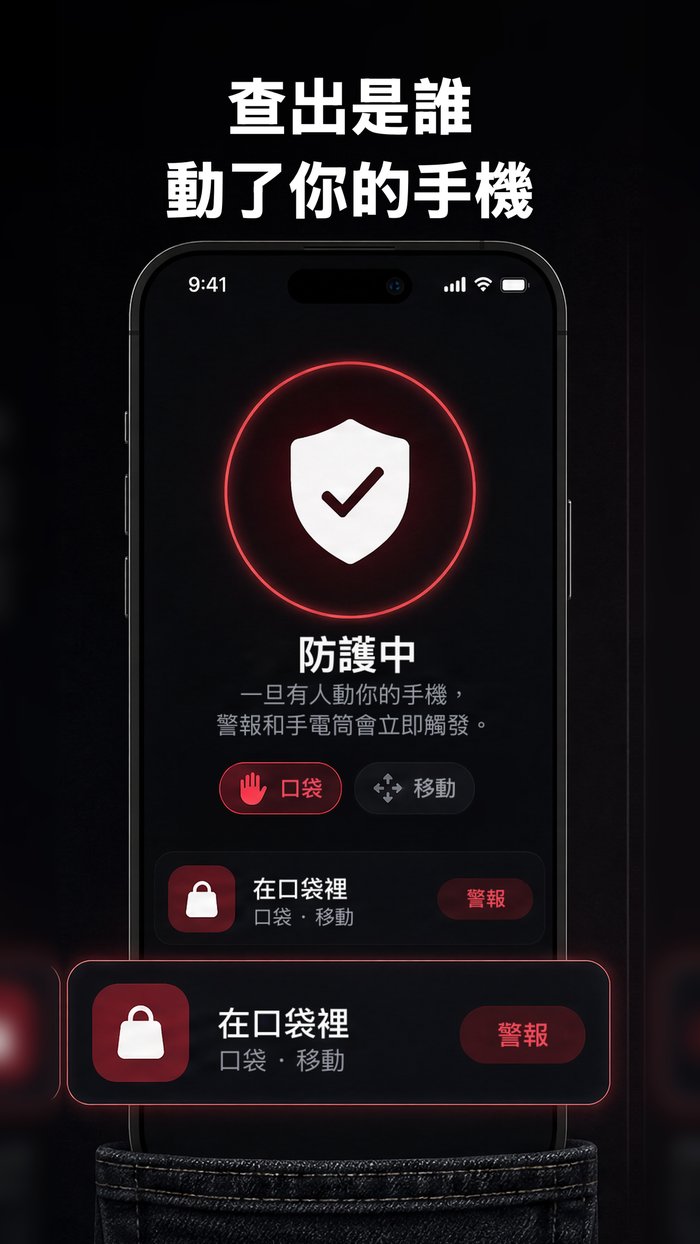 查出是誰
動了你的手機
9:41
防護中
一旦有人動你的手機，
警報和手電筒會立即觸發。
口袋
移動
在口袋裡
口袋 · 移動
警報
在口袋裡
口袋 · 移動
警報